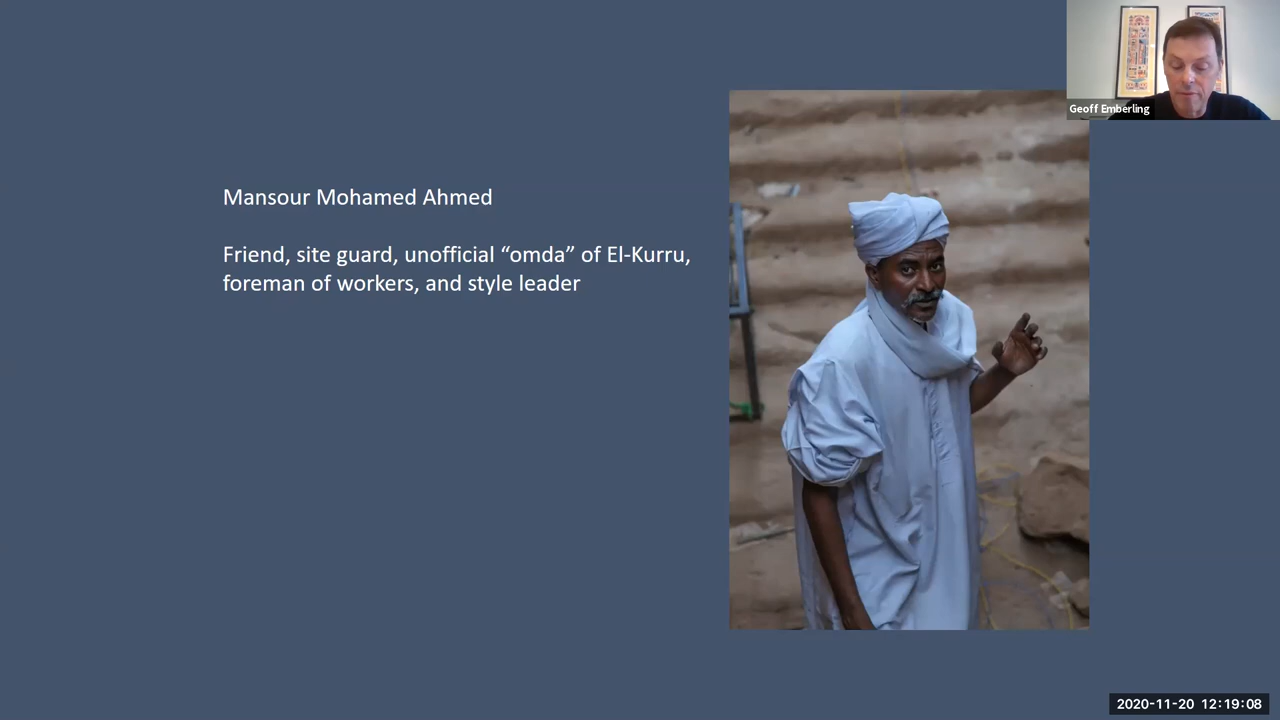 Geoff Emberling
Mansour Mohamed Ahmed
Friend, site guard, unofficial “omda” of El-Kurru,
foreman of workers, and style leader
2020-11-20 12:19:08